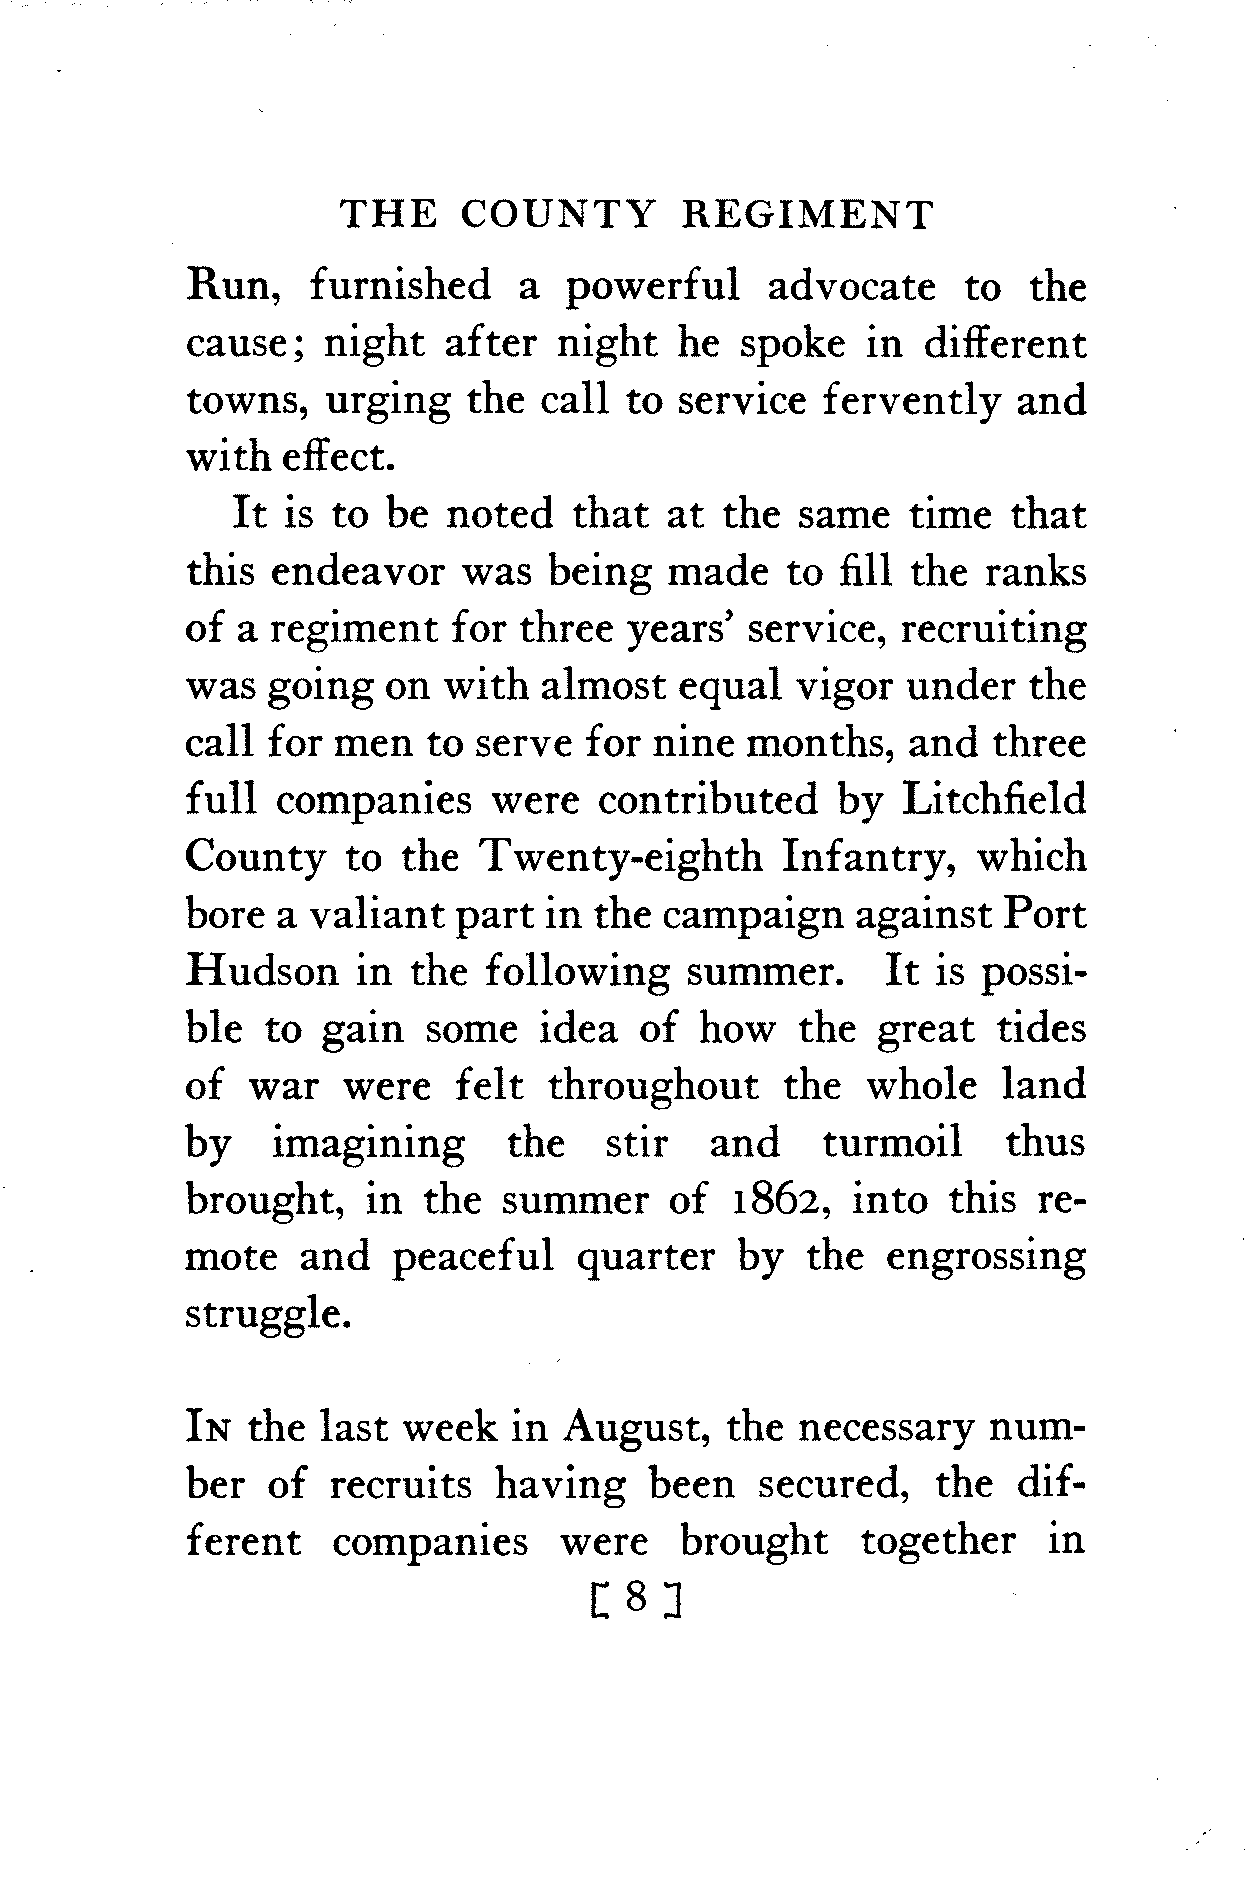 THE COUNTY REGIMENT
Run, furnished a powerful advocate to the
cause; night after night he spoke in different
towns, urging the call to service fervently and
with effect.
It is to be noted that at the same time that
this endeavor was being made to fill the ranks
of a regiment for three years' service, recruiting
was going on with almost equal vigor under the
call for men to serve for nine months, and three
full companies were contributed by Litchfield
County to the Twenty-eighth Infantry, which
bore a valiant part in the campaign against Port
Hudson in the following summer. It is possi-
ble to gain some idea of how the great tides
of war were felt throughout the whole land
by imagining the stir and turmoil thus
brought, in the summer of 1862, into this re-
mote and peaceful quarter by the engrossing
struggle.
IN the last week in August, the necessary num-
ber of recruits having been secured, the dif-
ferent companies were brought together in
[ 8 ]